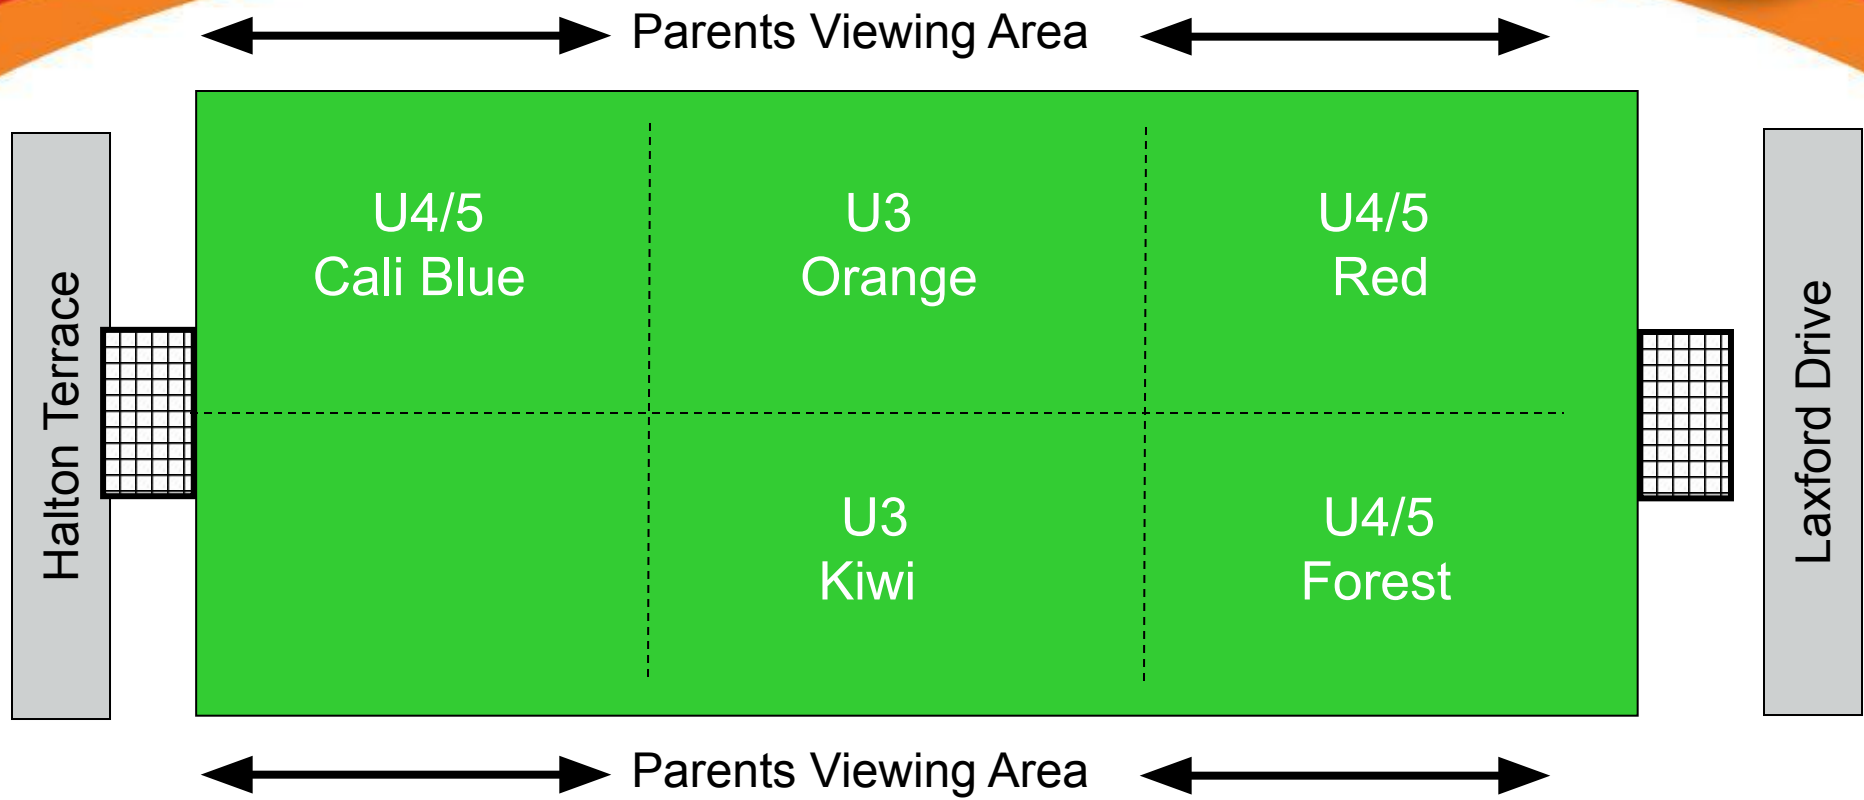 Parents Viewing Area
Halton Terrace
U4/5
Cali Blue
U3
Orange
U4/5
Red
Laxford Drive
U3
Kiwi
U4/5
Forest
Parents Viewing Area